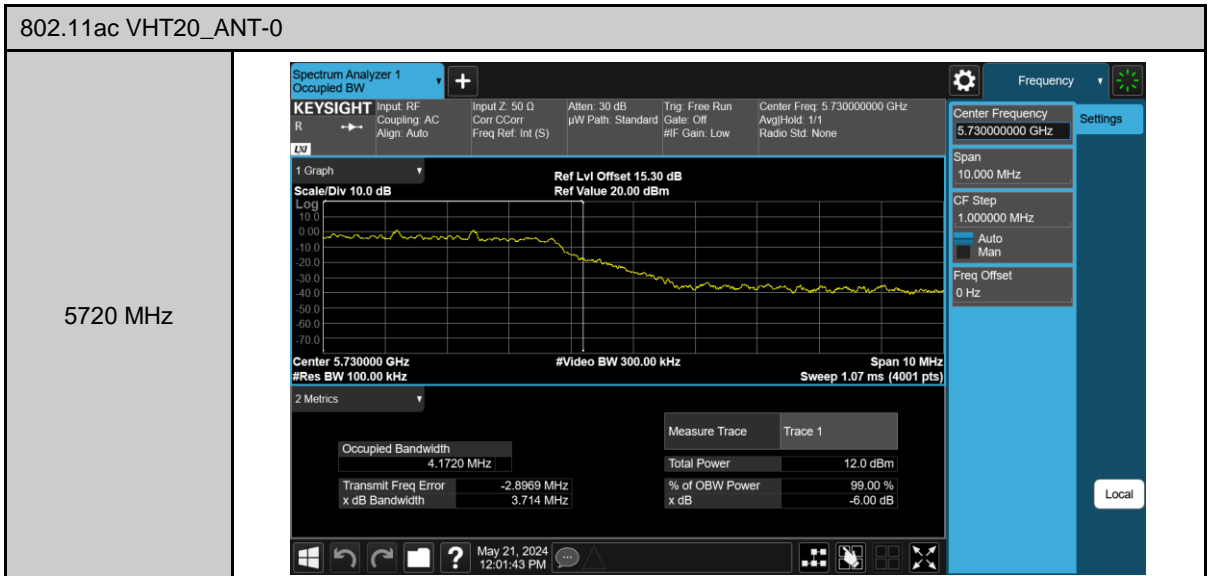 802.11ac VHT20_ANT-0
5720 MHz
Spectrum Analyzer 1
Occupied BW
Frequency
KEYSIGHT
R
LXI
Input: RF
Coupling: AC
Align: Auto
Input Z: 50 Ω
Corr CCorr
Freq Ref: Int (S)
Atten: 30 dB
µW Path: Standard
Trig: Free Run
Gate: Off
#IF Gain: Low
Center Freq: 5.730000000 GHz
Avg|Hold: 1/1
Radio Std: None
Center Frequency
5.730000000 GHz
Settings
Span
10.000 MHz
CF Step
1.000000 MHz
Auto
Man
Freq Offset
0 Hz
Local
1 Graph
Scale/Div 10.0 dB
Ref Lvl Offset 15.30 dB
Ref Value 20.00 dBm
Log
10.0
0.00
-10.0
-20.0
-30.0
-40.0
-50.0
-60.0
-70.0
Center 5.730000 GHz
#Video BW 300.00 kHz
Span 10 MHz
#Res BW 100.00 kHz
Sweep 1.07 ms (4001 pts)
2 Metrics
Measure Trace Trace 1
Occupied Bandwidth
4.1720 MHz
Total Power 12.0 dBm
Transmit Freq Error -2.8969 MHz
% of OBW Power 99.00 %
x dB Bandwidth 3.714 MHz
x dB -6.00 dB
?
May 21, 2024
12:01:43 PM